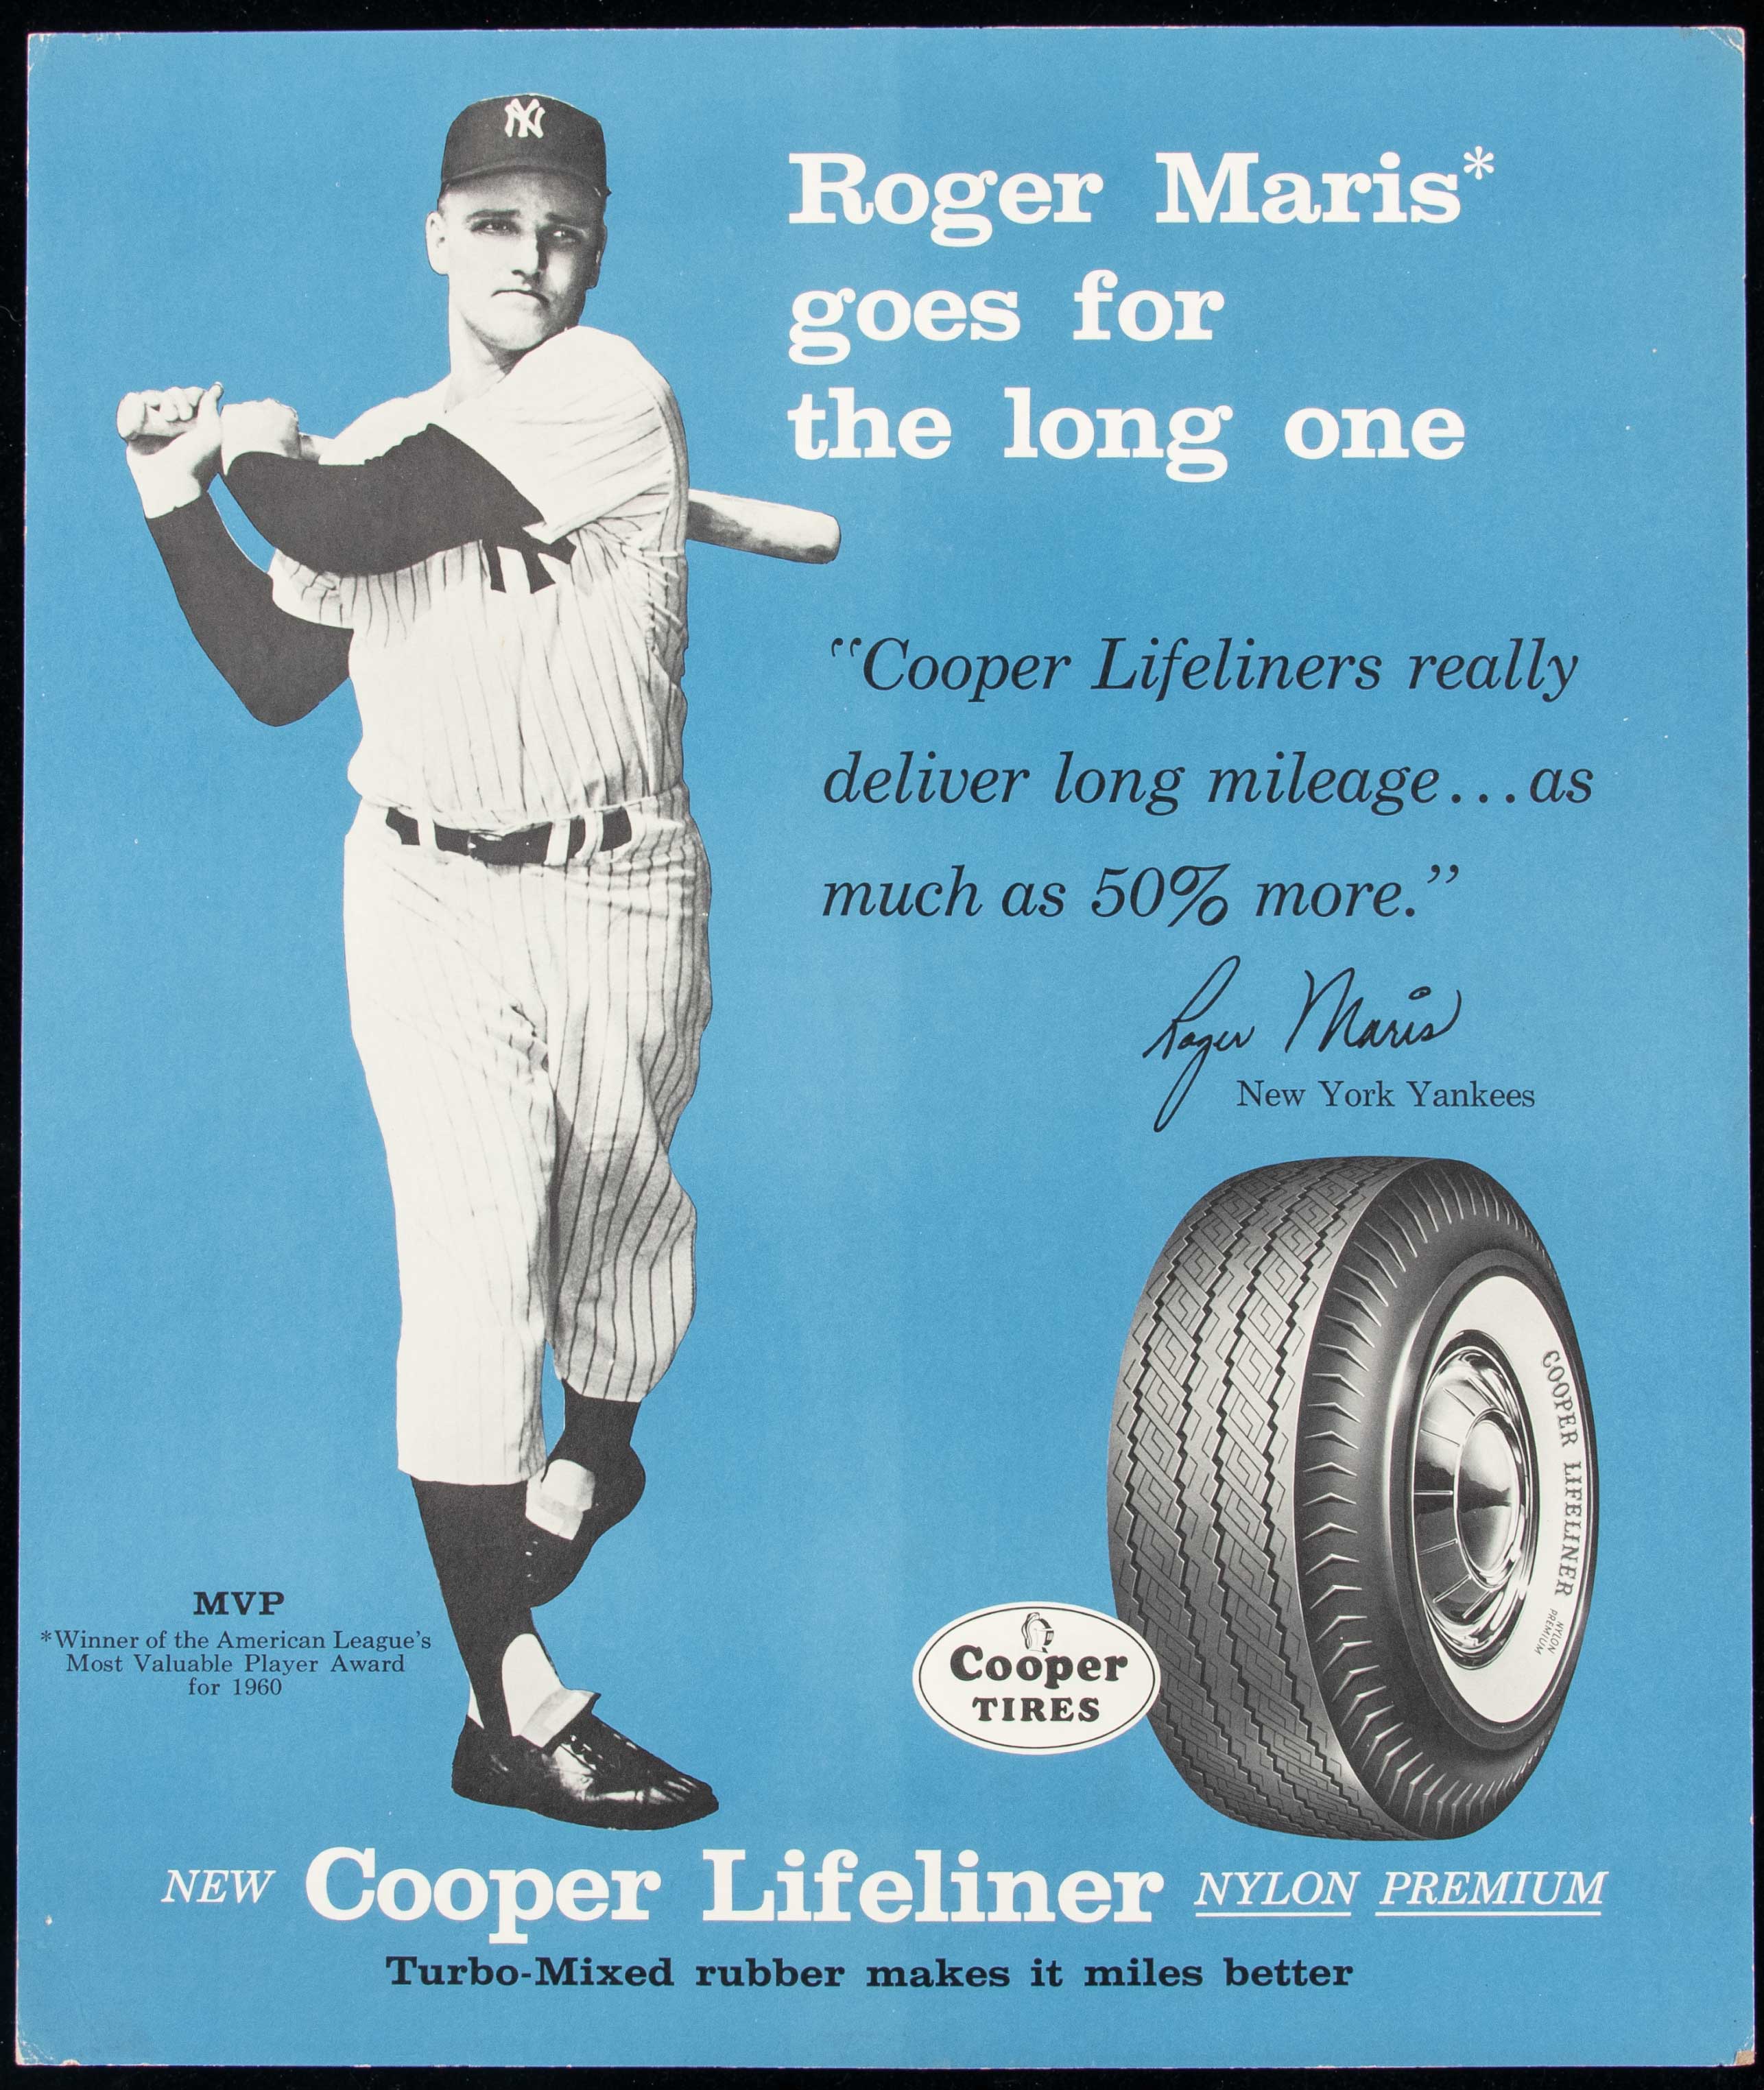 NY
Roger Maris*
goes for
the long one
"Cooper Lifeliners really
deliver long mileage...as
much as 50% more."
Roger Maris
New York Yankees
COOPER LIFELINER
NYLON
PREMIUM
MVP
*Winner of the American League's
Most Valuable Player Award
for 1960
Cooper
TIRES
NEW Cooper Lifeliner NYLON PREMIUM
Turbo-Mixed rubber makes it miles better